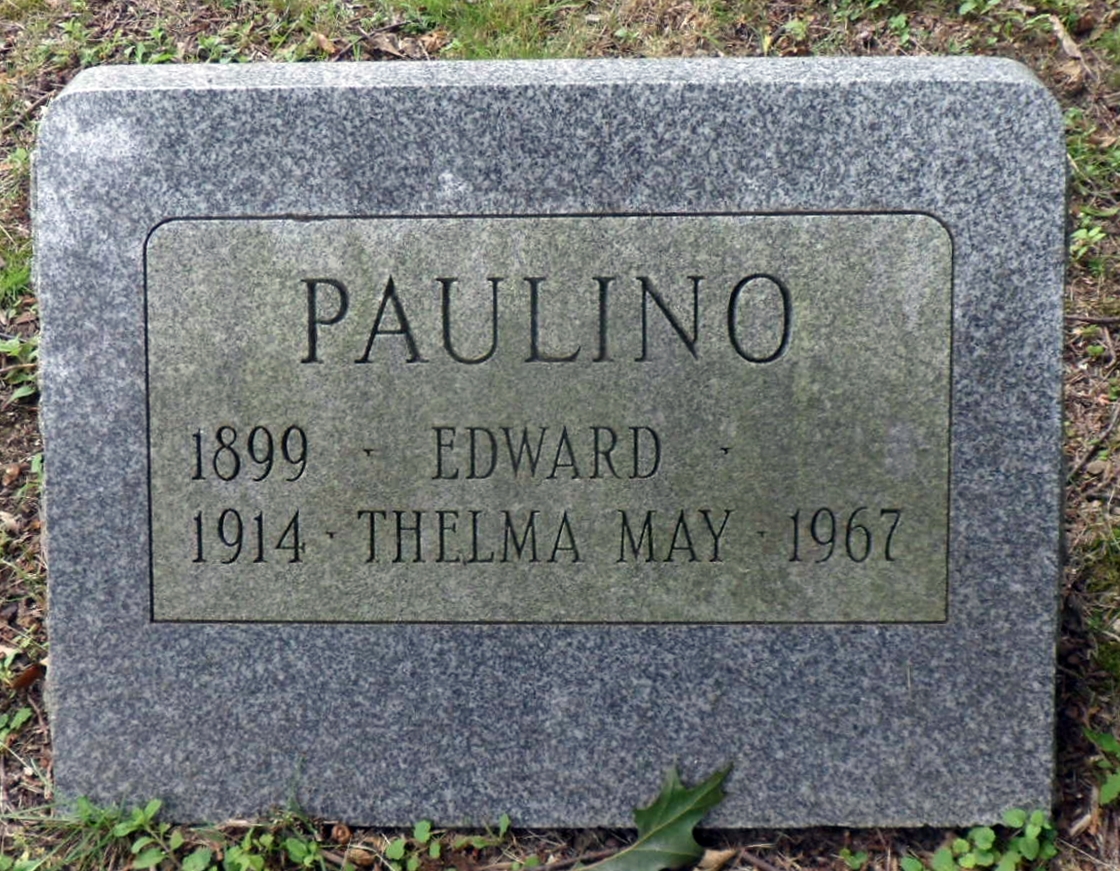 PAULINO
1899 · EDWARD ·
1914 · THELMA MAY · 1967